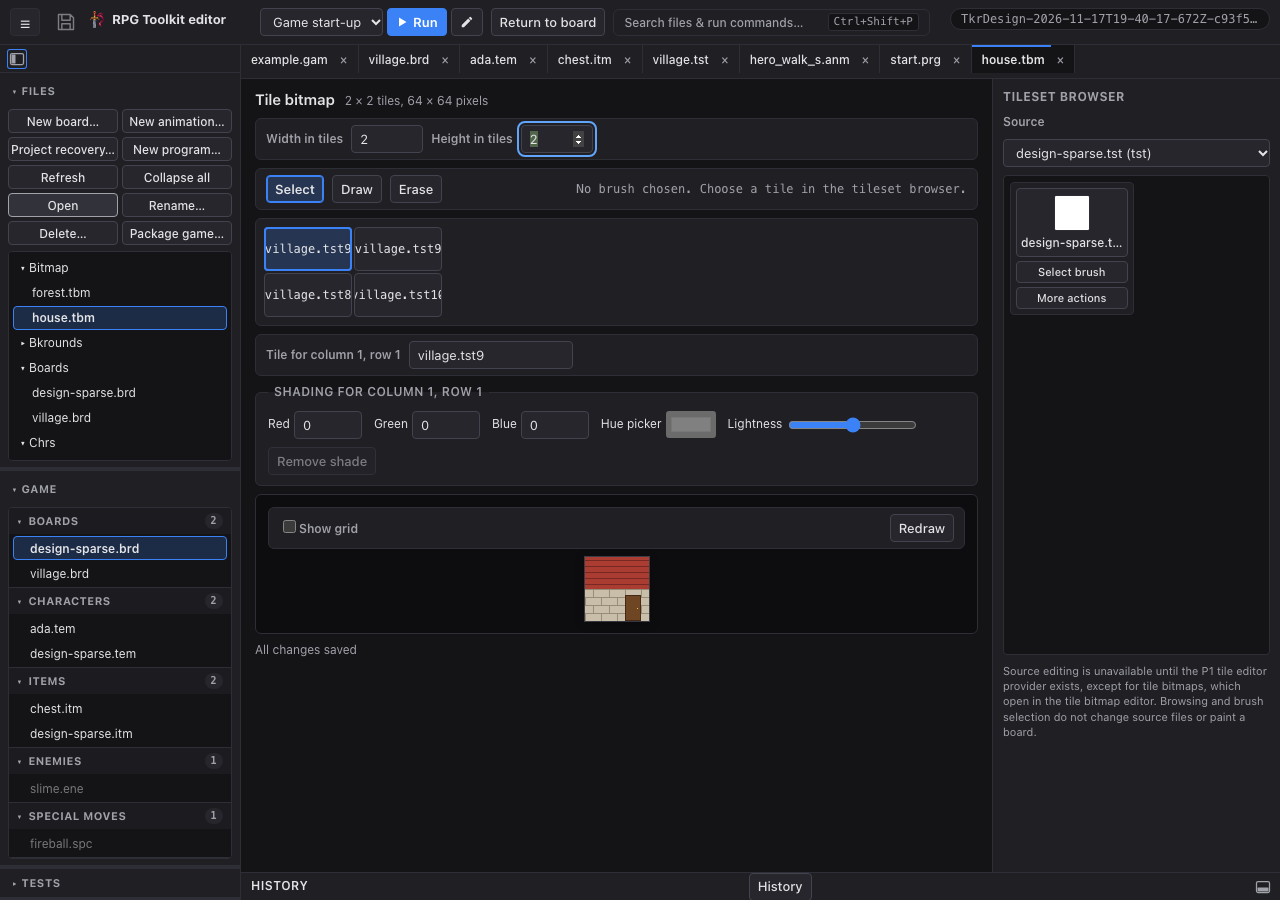 RPG Toolkit editor
Game start-up
Run
Return to board
Search files & run commands...
Ctrl+Shift+P
TkrDesign-2026-11-17T19-40-17-672Z-c93f5…
example.gam ×
village.brd ×
ada.tem ×
chest.itm ×
village.tst ×
hero_walk_s.anm ×
start.prg ×
house.tbm ×
FILES
New board... New animation...
Project recovery... New program...
Refresh Collapse all
Open Rename...
Delete... Package game...
Bitmap
forest.tbm
house.tbm
Bkrounds
Boards
design-sparse.brd
village.brd
Chrs
GAME
BOARDS 2
design-sparse.brd
village.brd
CHARACTERS 2
ada.tem
design-sparse.tem
ITEMS 2
chest.itm
design-sparse.itm
ENEMIES 1
slime.ene
SPECIAL MOVES 1
fireball.spc
TESTS
Tile bitmap 2 × 2 tiles, 64 × 64 pixels
Width in tiles 2 Height in tiles 2
Select Draw Erase No brush chosen. Choose a tile in the tileset browser.
village.tst9 village.tst9
village.tst8 village.tst10
Tile for column 1, row 1 village.tst9
SHADING FOR COLUMN 1, ROW 1
Red 0 Green 0 Blue 0 Hue picker Lightness
Remove shade
Show grid Redraw
All changes saved
HISTORY History
TILESET BROWSER
Source
design-sparse.tst (tst)
design-sparse.t...
Select brush
More actions
Source editing is unavailable until the P1 tile editor
provider exists, except for tile bitmaps, which
open in the tile bitmap editor. Browsing and brush
selection do not change source files or paint a
board.